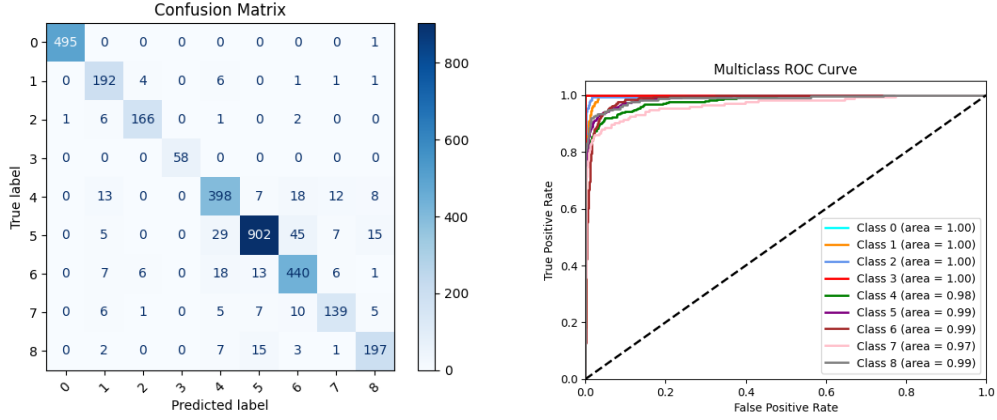 Confusion Matrix
0 495 0 0 0 0 0 0 0 1
1 0 192 4 0 6 0 1 1 1
2 1 6 166 0 1 0 2 0 0
3 0 0 0 58 0 0 0 0 0
4 0 13 0 0 398 7 18 12 8
5 0 5 0 0 29 902 45 7 15
6 0 7 6 0 18 13 440 6 1
7 0 6 1 0 5 7 10 139 5
8 0 2 0 0 7 15 3 1 197
0 1 2 3 4 5 6 7 8
True label
Predicted label
800
600
400
200
0
Multiclass ROC Curve
1.0
0.8
0.6
0.4
0.2
0.0
True Positive Rate
Class 0 (area = 1.00)
Class 1 (area = 1.00)
Class 2 (area = 1.00)
Class 3 (area = 1.00)
Class 4 (area = 0.98)
Class 5 (area = 0.99)
Class 6 (area = 0.99)
Class 7 (area = 0.97)
Class 8 (area = 0.99)
0.0 0.2 0.4 0.6 0.8 1.0
False Positive Rate